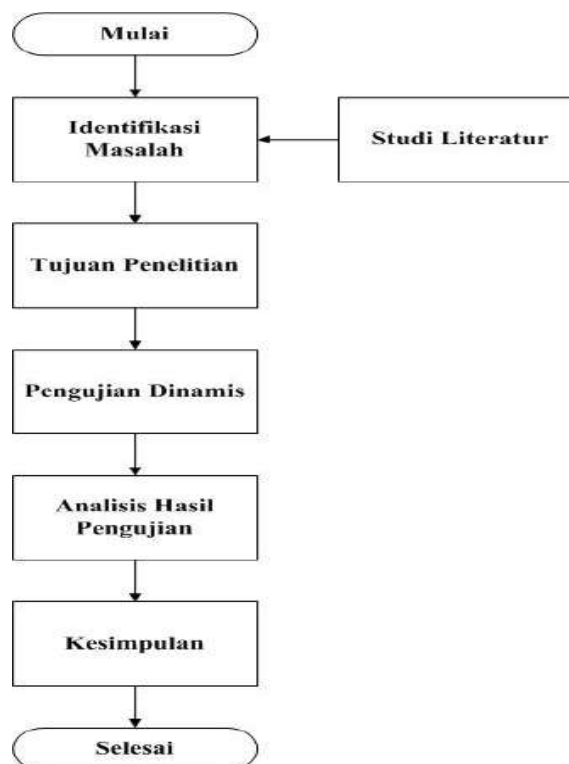 Mulai
Identifikasi
Masalah
Studi Literatur
Tujuan Penelitian
Pengujian Dinamis
Analisis Hasil
Pengujian
Kesimpulan
Selesai